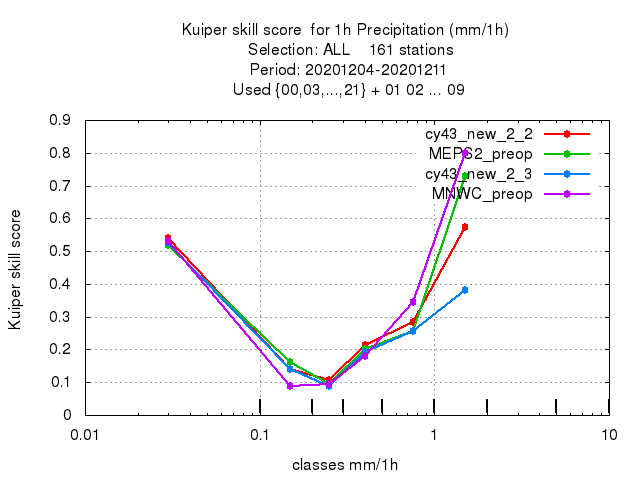 Kuiper skill score  for 1h Precipitation (mm/1h)
Selection: ALL    161 stations
Period: 20201204-20201211
Used {00,03,...,21} + 01 02 ... 09
cy43_new_2_2
MEPS2_preop
cy43_new_2_3
MNWC_preop
Kuiper skill score
0.9
0.8
0.7
0.6
0.5
0.4
0.3
0.2
0.1
0
0.01
0.1
1
10
classes mm/1h